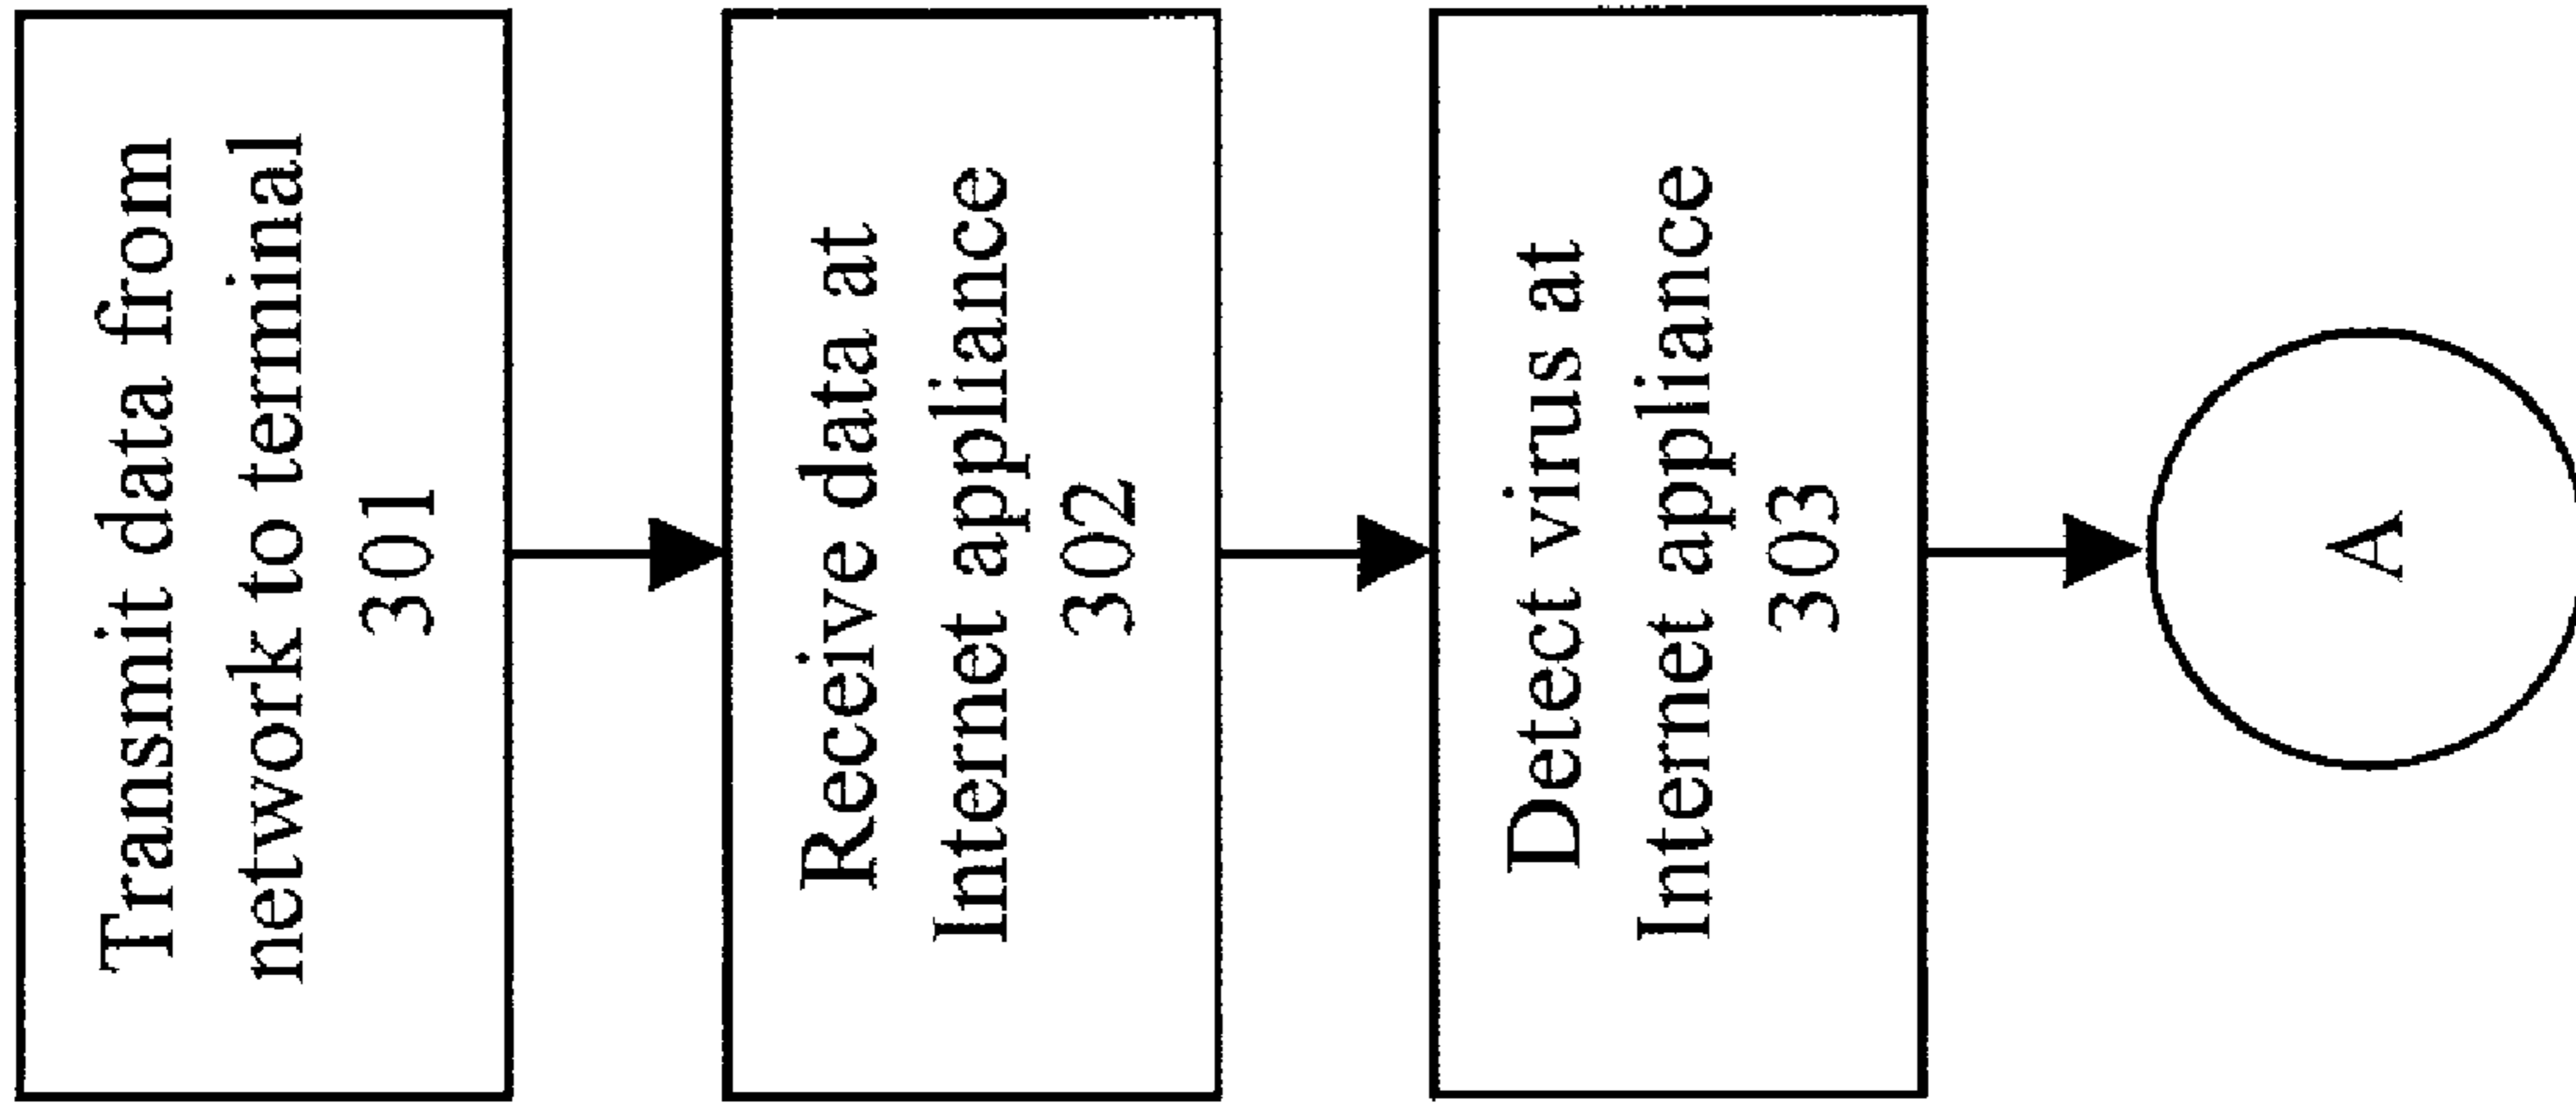 Transmit data from
network to terminal
301
Receive data at
Internet appliance
302
Detect virus at
Internet appliance
303
A